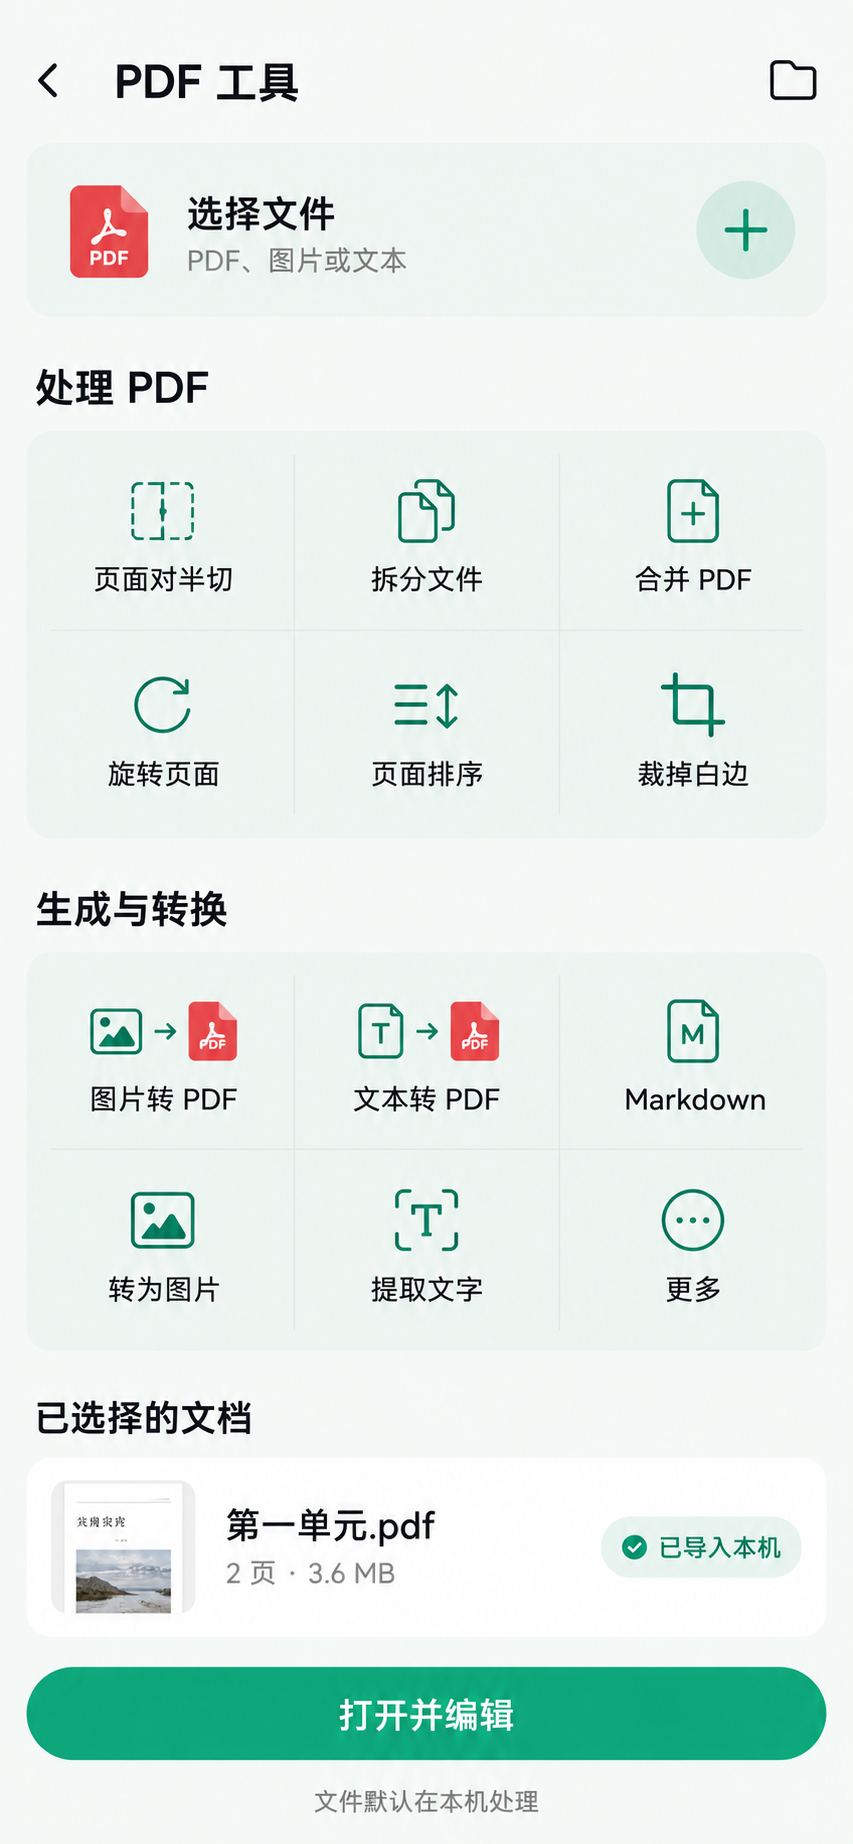 PDF 工具
PDF
选择文件
PDF、图片或文本
处理 PDF
页面对半切
拆分文件
合并 PDF
旋转页面
页面排序
裁掉白边
生成与转换
PDF
T
PDF
M
图片转 PDF
文本转 PDF
Markdown
T
转为图片
提取文字
更多
已选择的文档
第一单元.pdf
2 页 · 3.6 MB
已导入本机
打开并编辑
文件默认在本机处理